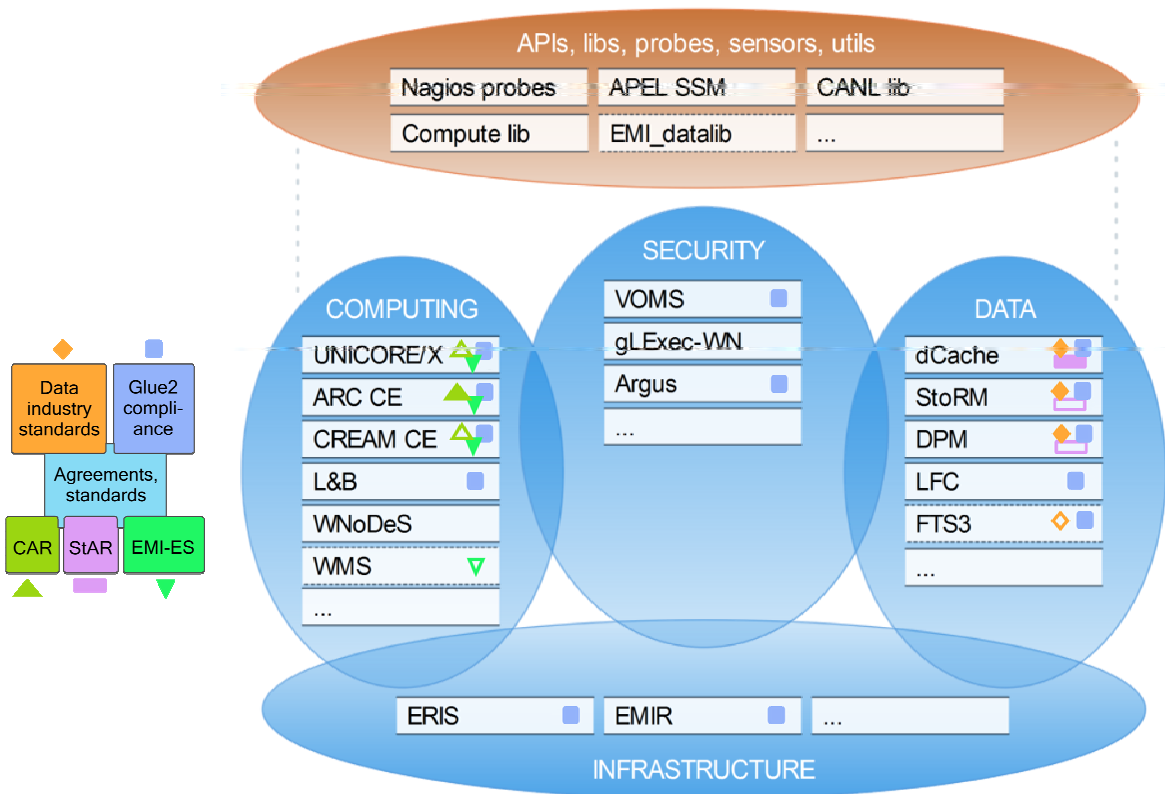 APIs, libs, probes, sensors, utils
Nagios probes
APEL SSM
CANL lib
Compute lib
EMI_datalib
...
SECURITY
VOMS
gLExec-WN
Argus
...
COMPUTING
UNICORE/X
ARC CE
CREAM CE
L&B
WNoDeS
WMS
...
DATA
dCache
StoRM
DPM
LFC
FTS3
...
Data
industry
standards
Glue2
compli-
ance
Agreements,
standards
CAR
StAR
EMI-ES
ERIS
EMIR
...
INFRASTRUCTURE